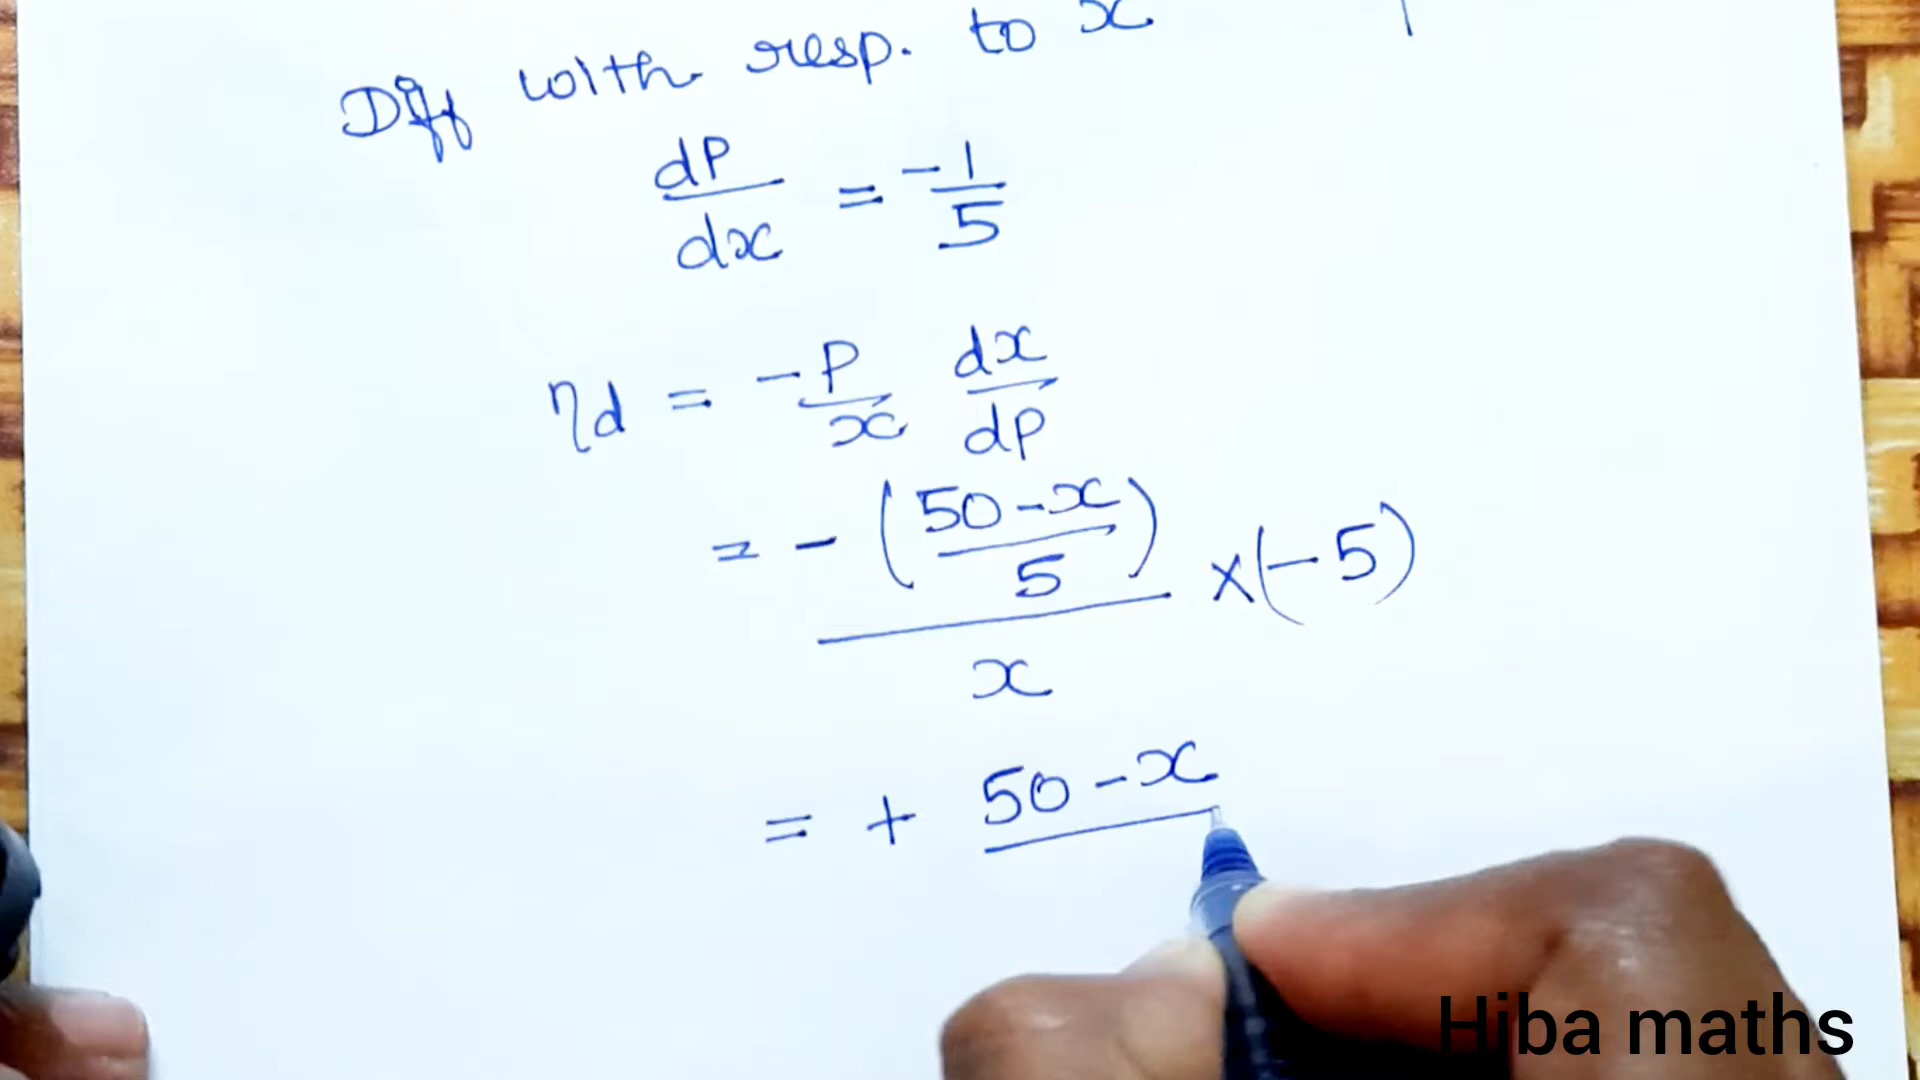 Diff with resp. to x
dP/dx = -1/5
ηd = -P/x dx/dP
= - ((50-x)/5)/x ×(-5)
= + 50-x
Hiba maths